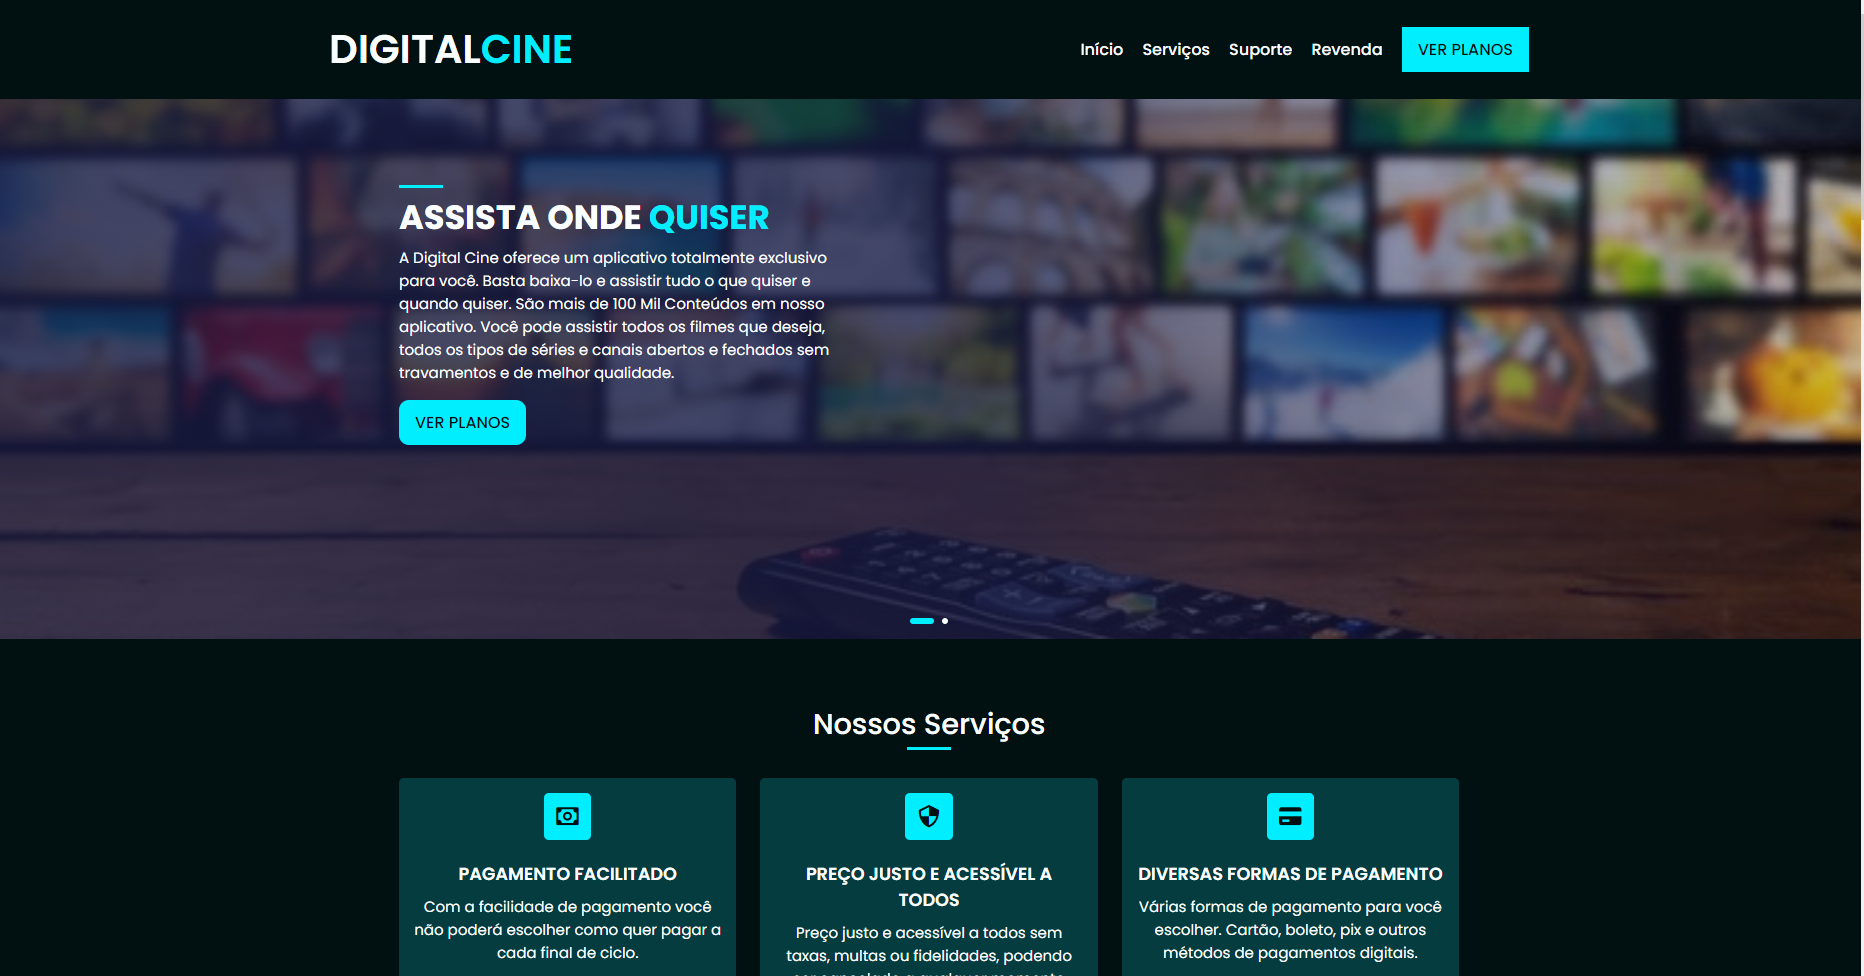 DIGITALCINE
Início Serviços Suporte Revenda VER PLANOS
ASSISTA ONDE QUISER
A Digital Cine oferece um aplicativo totalmente exclusivo
para você. Basta baixa-lo e assistir tudo o que quiser e
quando quiser. São mais de 100 Mil Conteúdos em nosso
aplicativo. Você pode assistir todos os filmes que deseja,
todos os tipos de séries e canais abertos e fechados sem
travamentos e de melhor qualidade.
VER PLANOS
Nossos Serviços
PAGAMENTO FACILITADO
Com a facilidade de pagamento você
não poderá escolher como quer pagar a
cada final de ciclo.
PREÇO JUSTO E ACESSÍVEL A
TODOS
Preço justo e acessível a todos sem
taxas, multas ou fidelidades, podendo
DIVERSAS FORMAS DE PAGAMENTO
Várias formas de pagamento para você
escolher. Cartão, boleto, pix e outros
métodos de pagamentos digitais.